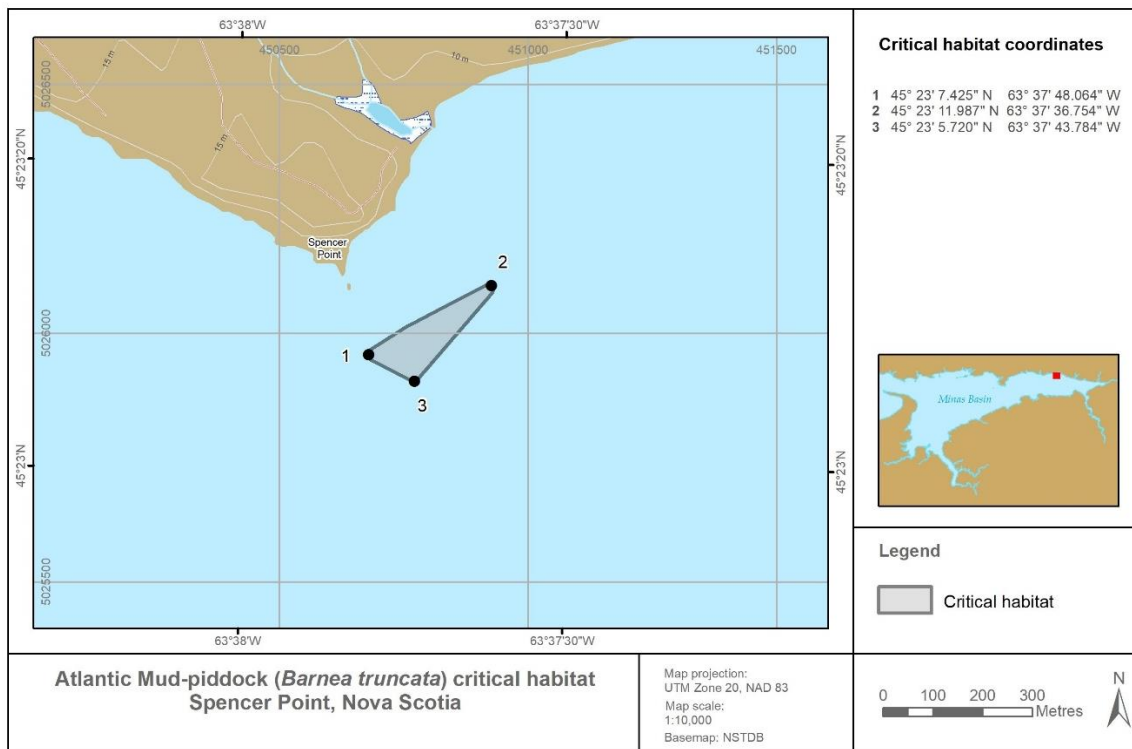 63°38'W 63°37'30"W
450500 451000 451500
5026500
5026000
5025500
45°23'20"N
45°23'N
45°23'20"N
45°23'N
15 m
15 m
10 m
Spencer
Point
1
2
3
63°38'W 63°37'30"W
Critical habitat coordinates
1 45° 23' 7.425" N 63° 37' 48.064" W
2 45° 23' 11.987" N 63° 37' 36.754" W
3 45° 23' 5.720" N 63° 37' 43.784" W
Minas Basin
Legend
Critical habitat
Atlantic Mud-piddock (Barnea truncata) critical habitat
Spencer Point, Nova Scotia
Map projection:
UTM Zone 20, NAD 83
Map scale:
1:10,000
Basemap: NSTDB
0 100 200 300
Metres
N